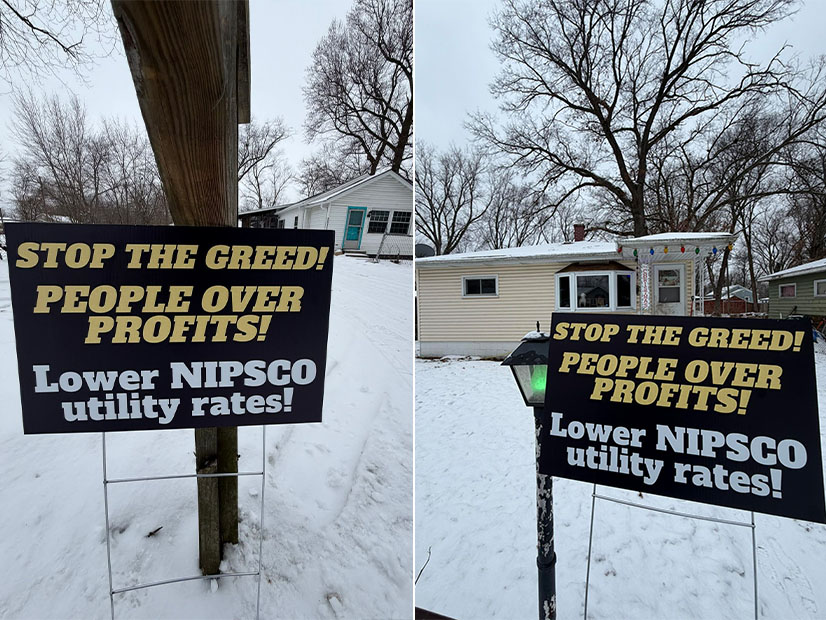 STOP THE GREED!
PEOPLE OVER
PROFITS!
Lower NIPSCO
utility rates!
STOP THE GREED!
PEOPLE OVER
PROFITS!
Lower NIPSCO
utility rates!